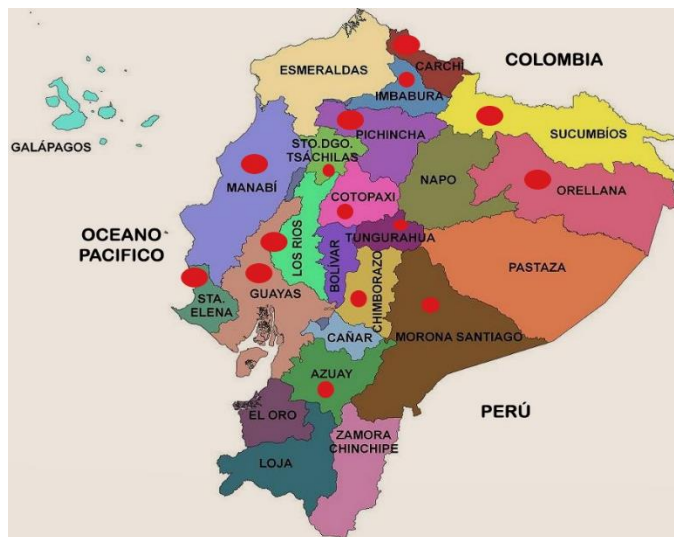 ESMERALDAS
CARCHI
COLOMBIA
IMBABURA
GALÁPAGOS
STO.DGO.
TSÁCHILAS
PICHINCHA
SUCUMBÍOS
MANABÍ
NAPO
ORELLANA
COTOPAXI
OCEANO
PACIFICO
LOS RIOS
BOLÍVAR
TUNGURAHUA
PASTAZA
STA.
ELENA
GUAYAS
CHIMBORAZO
CAÑAR
MORONA SANTIAGO
AZUAY
EL ORO
PERÚ
ZAMORA
CHINCHIPE
LOJA